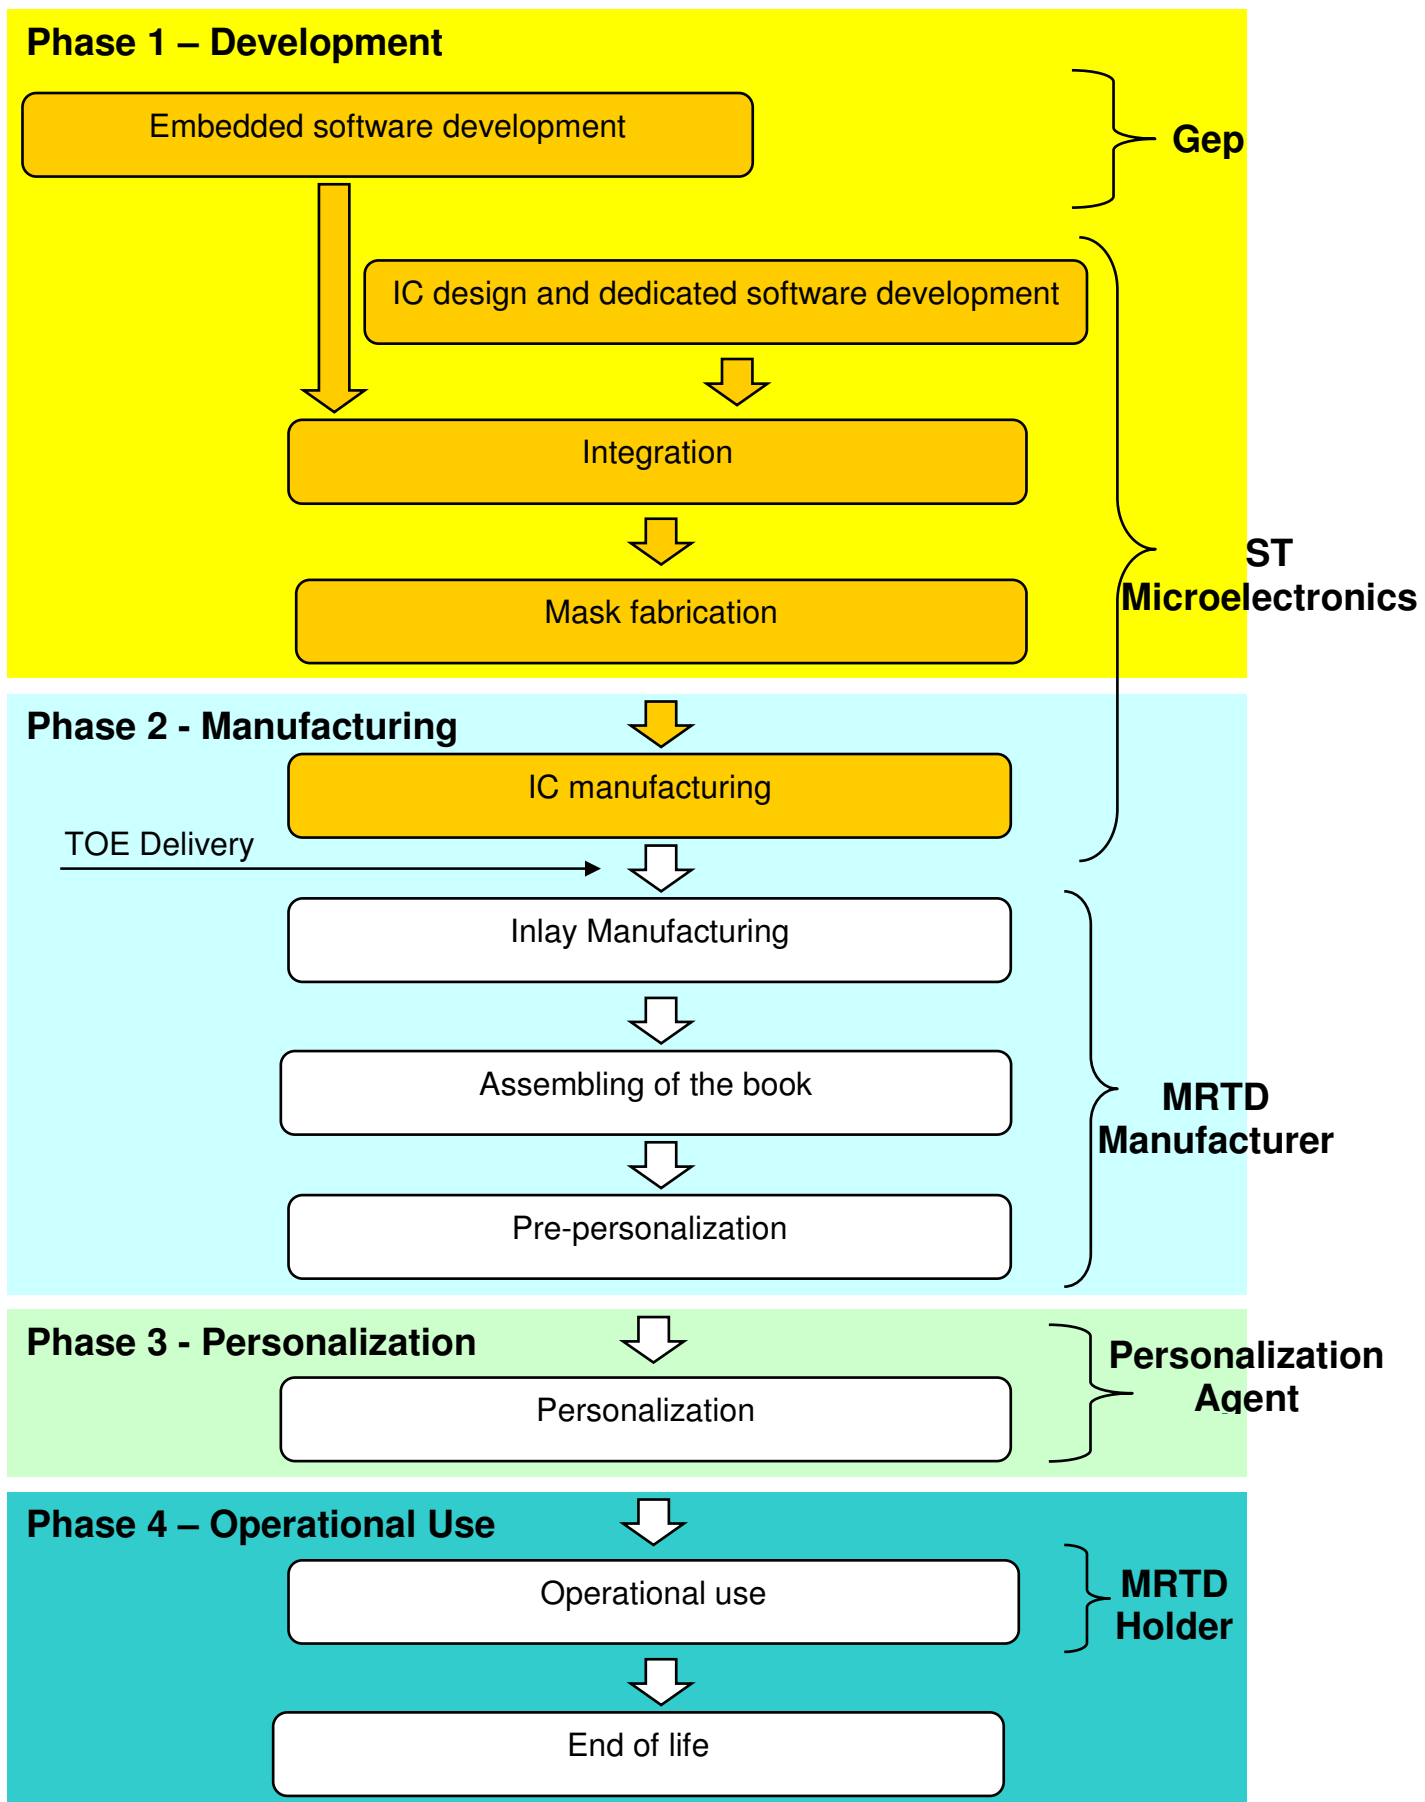 Phase 1 – Development
Embedded software development
Gep
IC design and dedicated software development
Integration
ST
Microelectronics
Mask fabrication
Phase 2 - Manufacturing
IC manufacturing
TOE Delivery
Inlay Manufacturing
Assembling of the book
MRTD
Manufacturer
Pre-personalization
Phase 3 - Personalization
Personalization
Agent
Personalization
Phase 4 – Operational Use
Operational use
MRTD
Holder
End of life